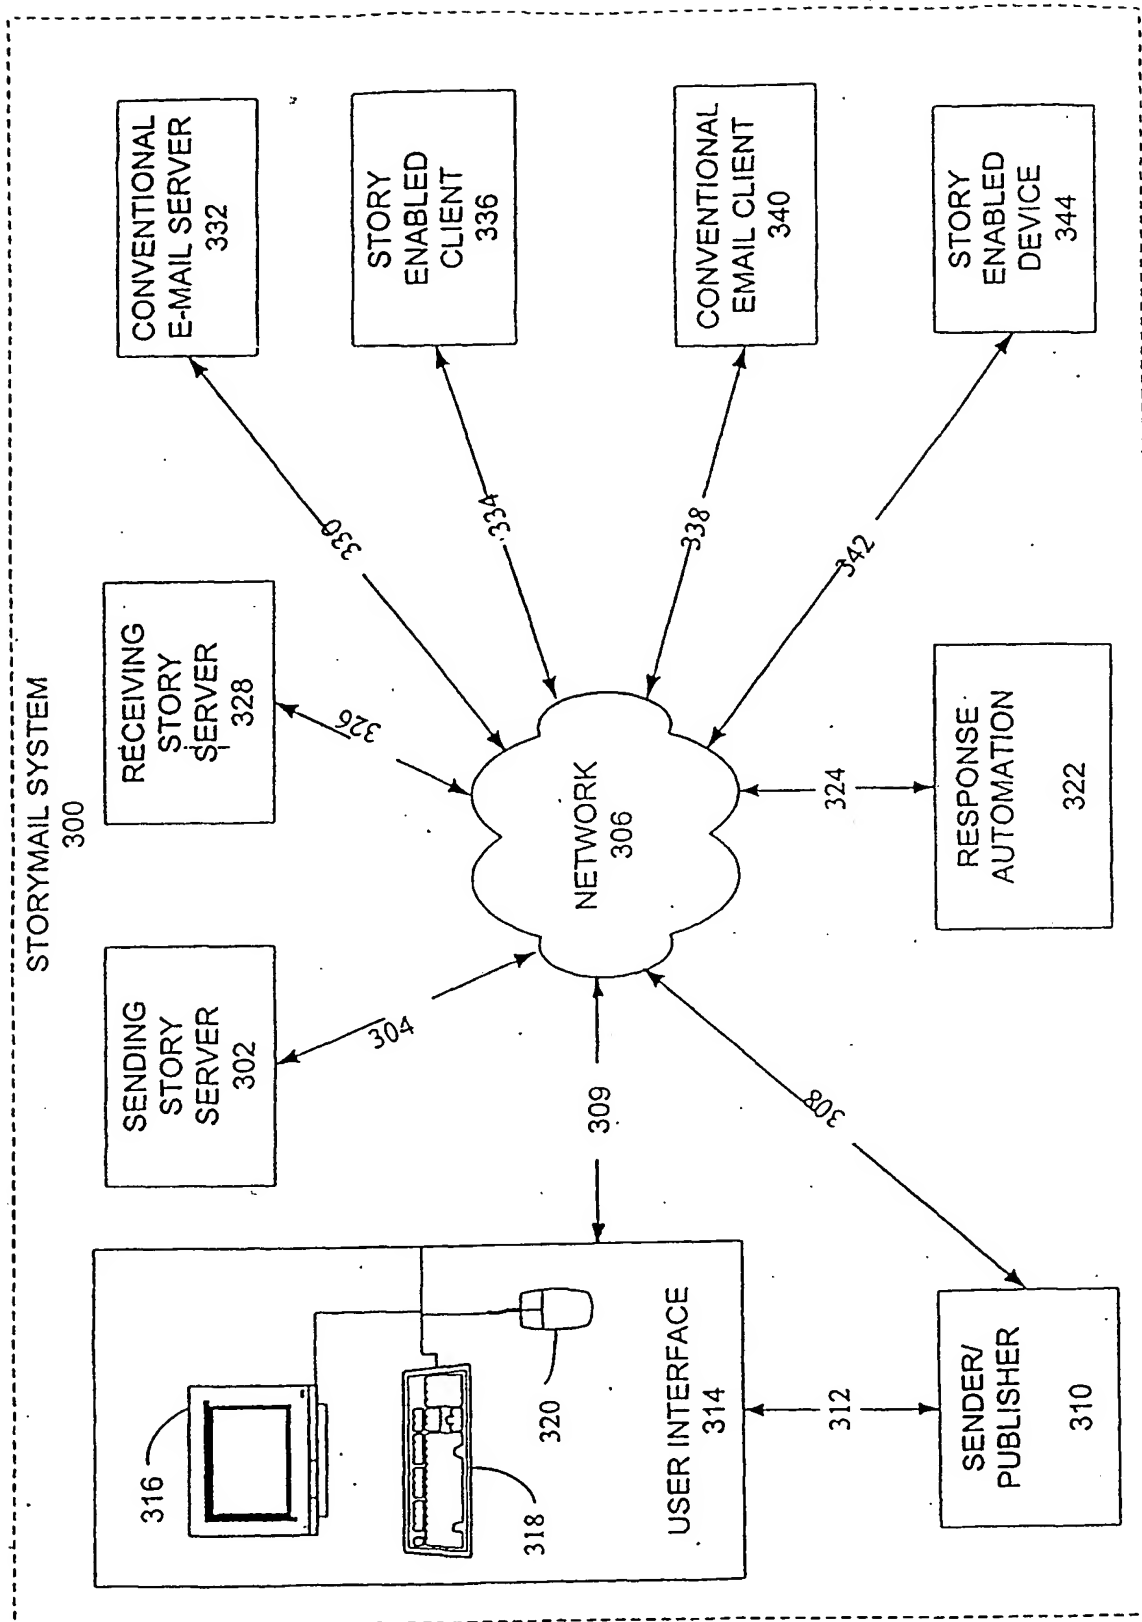 STORYMAIL SYSTEM
300
316
318
320
USER INTERFACE
314
312
SENDER/
PUBLISHER
310
SENDING
STORY
SERVER
302
304
309
308
NETWORK
306
RECEIVING
STORY
SERVER
328
326
324
RESPONSE
AUTOMATION
322
330
334
338
342
CONVENTIONAL
E-MAIL SERVER
332
STORY
ENABLED
CLIENT
336
CONVENTIONAL
EMAIL CLIENT
340
STORY
ENABLED
DEVICE
344